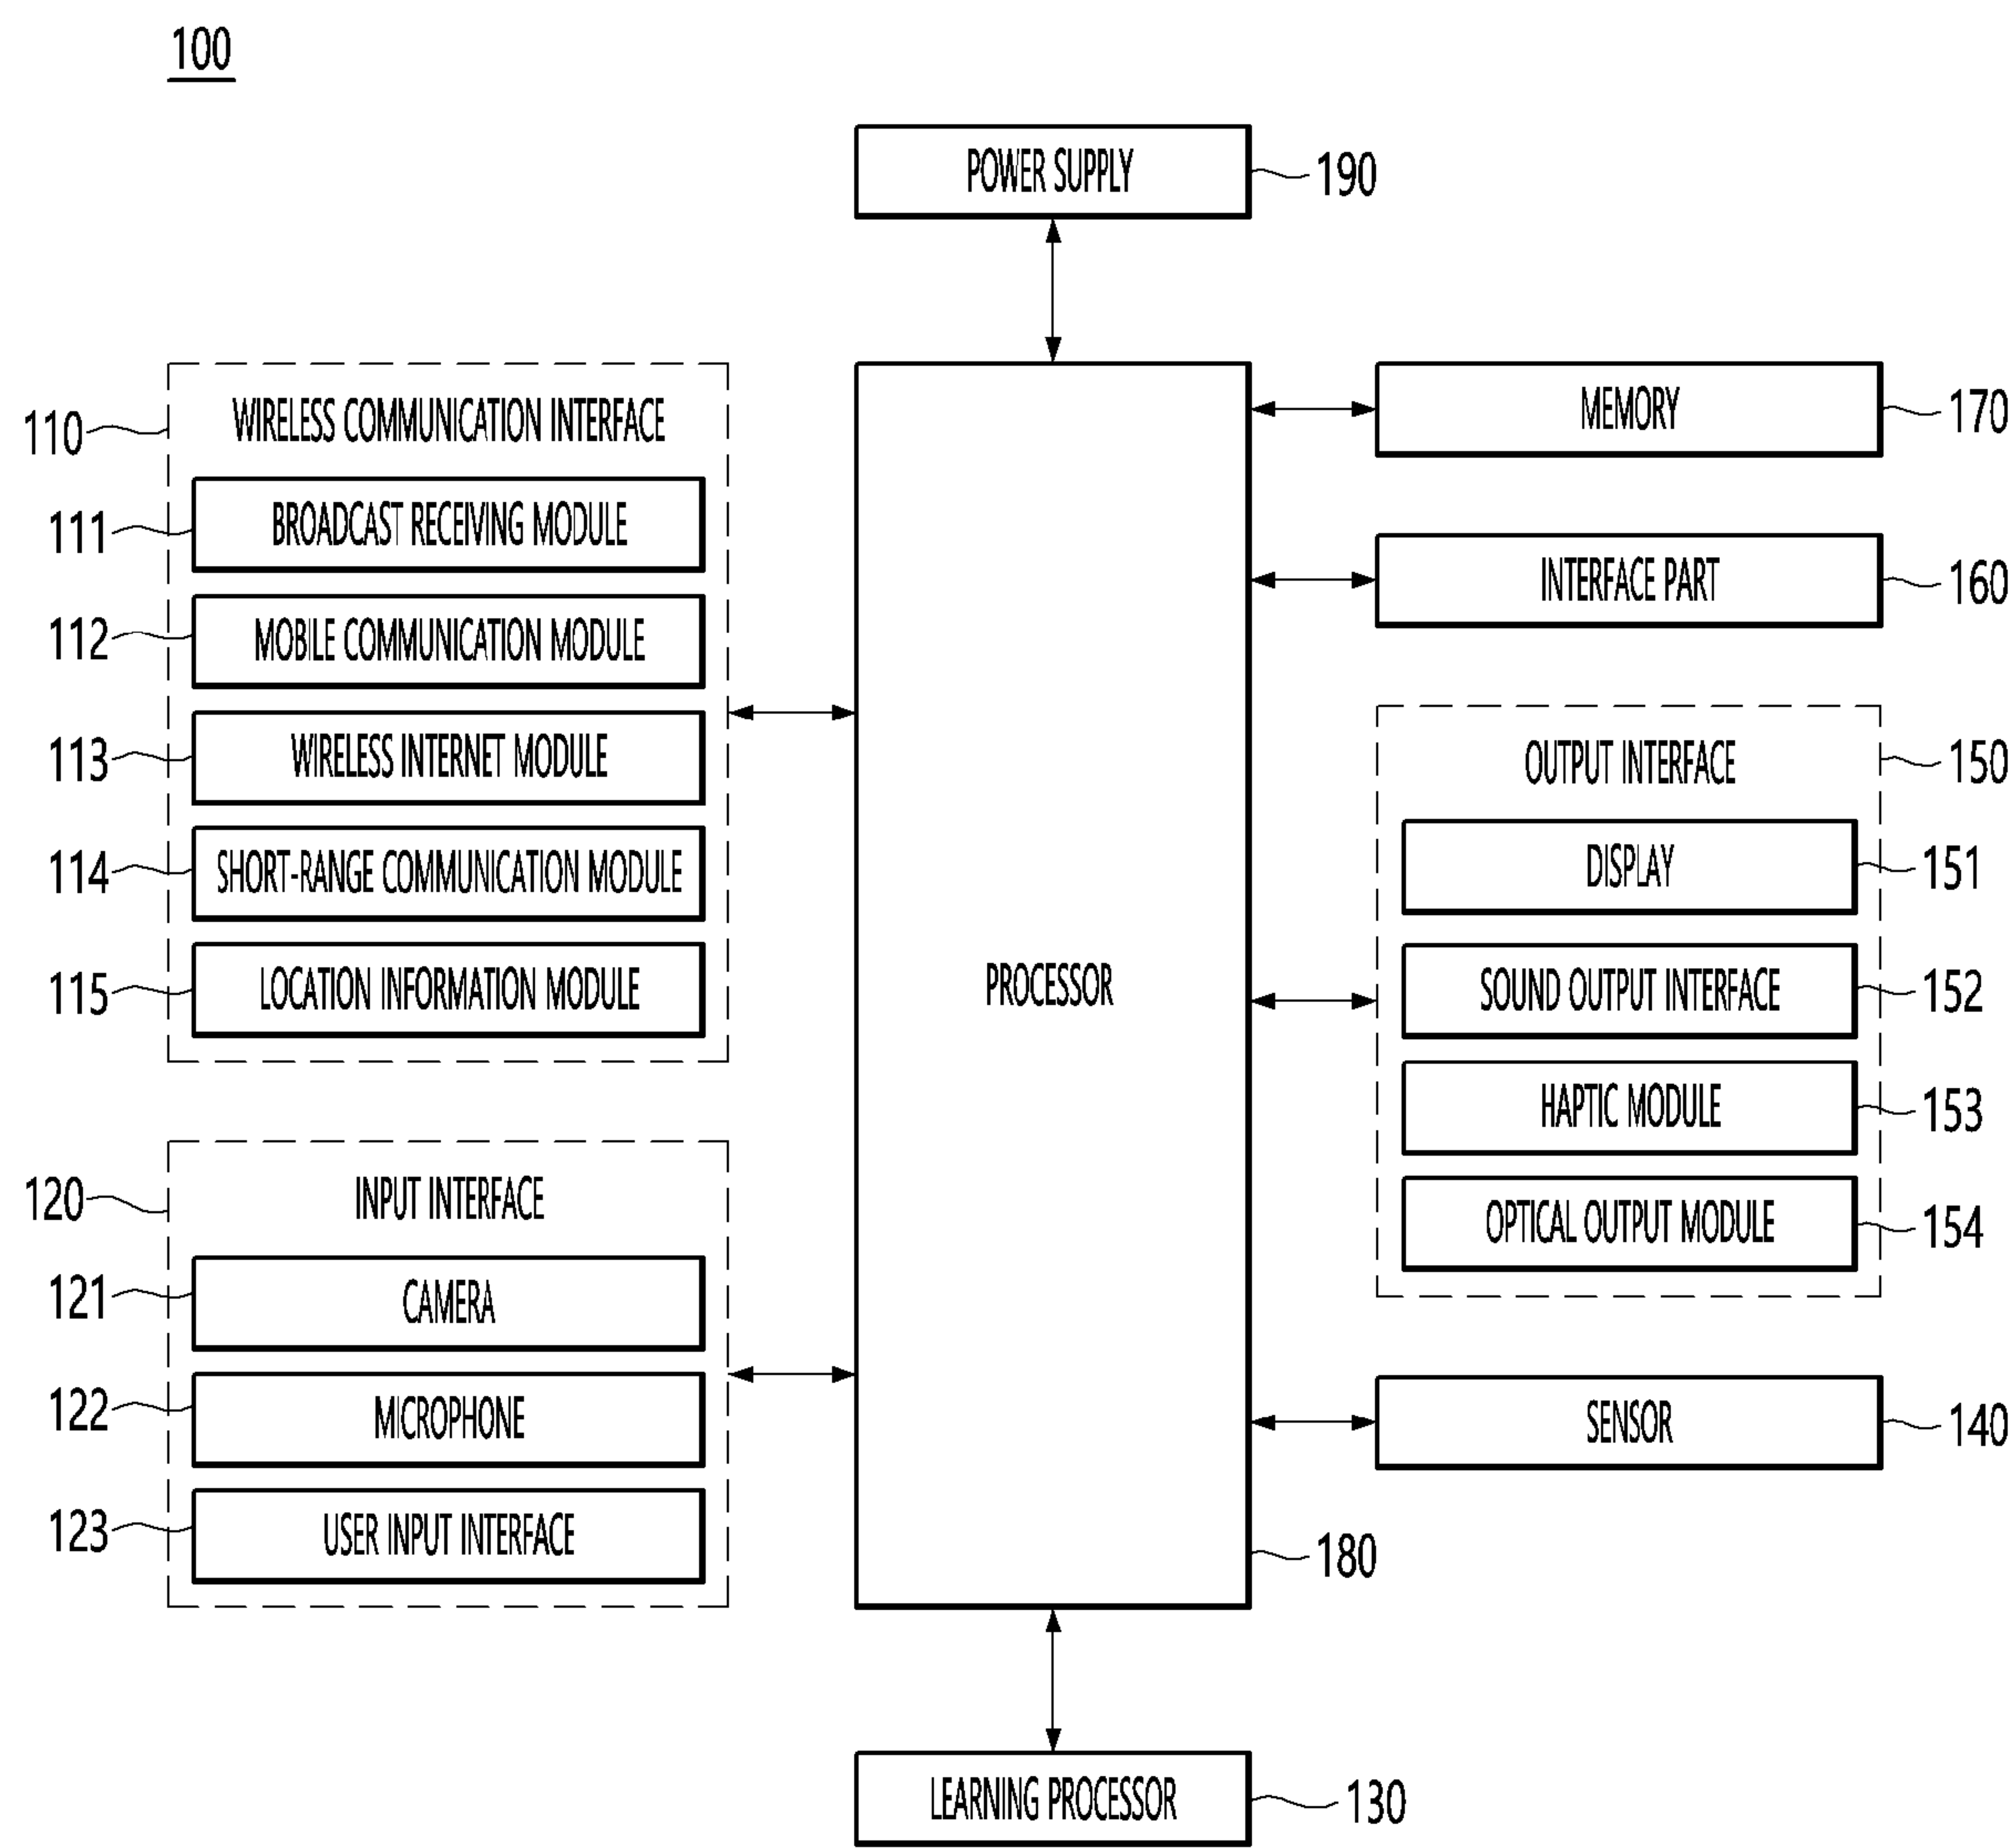 100
POWER SUPPLY
190
110
WIRELESS COMMUNICATION INTERFACE
111
BROADCAST RECEIVING MODULE
112
MOBILE COMMUNICATION MODULE
113
WIRELESS INTERNET MODULE
114
SHORT-RANGE COMMUNICATION MODULE
115
LOCATION INFORMATION MODULE
120
INPUT INTERFACE
121
CAMERA
122
MICROPHONE
123
USER INPUT INTERFACE
PROCESSOR
180
MEMORY
170
INTERFACE PART
160
OUTPUT INTERFACE
150
DISPLAY
151
SOUND OUTPUT INTERFACE
152
HAPTIC MODULE
153
OPTICAL OUTPUT MODULE
154
SENSOR
140
LEARNING PROCESSOR
130